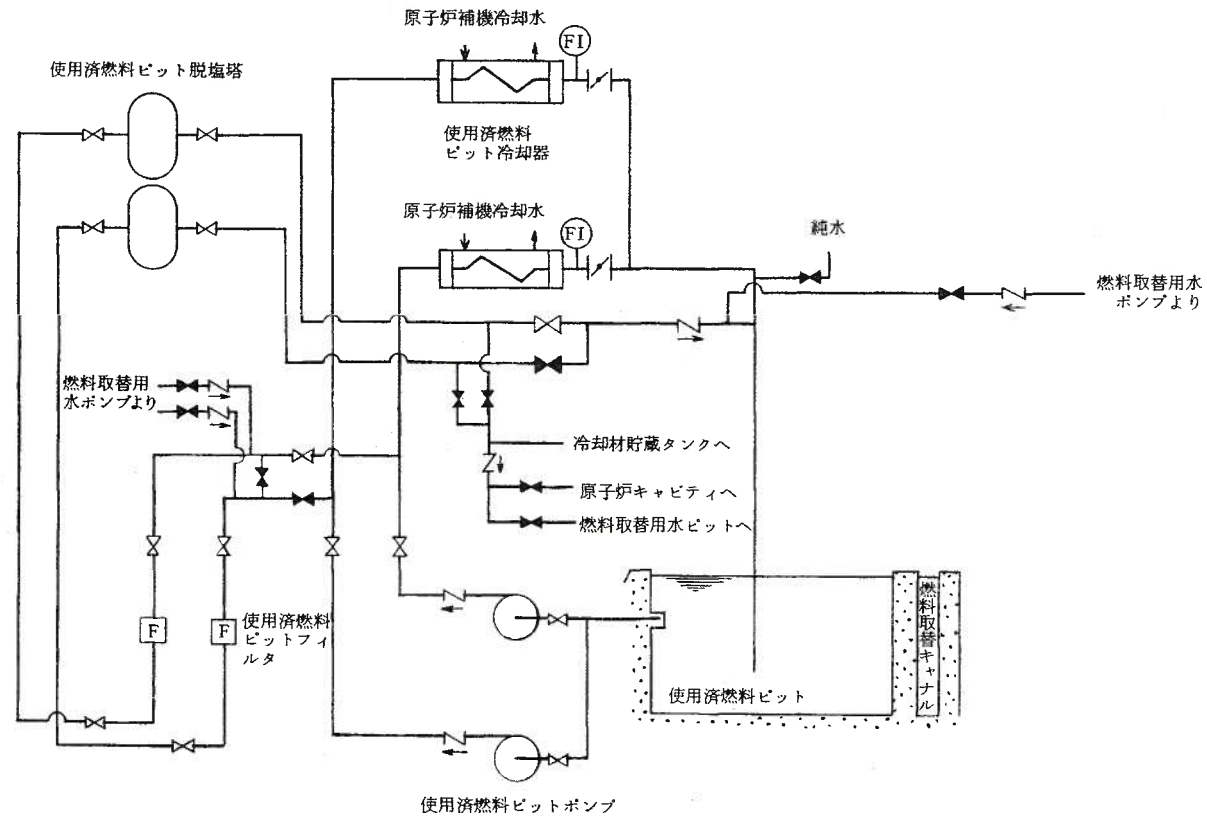 原子炉補機冷却水
FI
使用済燃料ピット脱塩塔
使用済燃料
ピット冷却器
原子炉補機冷却水
FI
純水
燃料取替用水
ポンプより
燃料取替用
水ポンプより
冷却材貯蔵タンクへ
原子炉キャビティへ
燃料取替用水ピットへ
F
F
使用済燃料
ピットフィ
ルタ
燃料取替キャナル
使用済燃料ピット
使用済燃料ピットポンプ